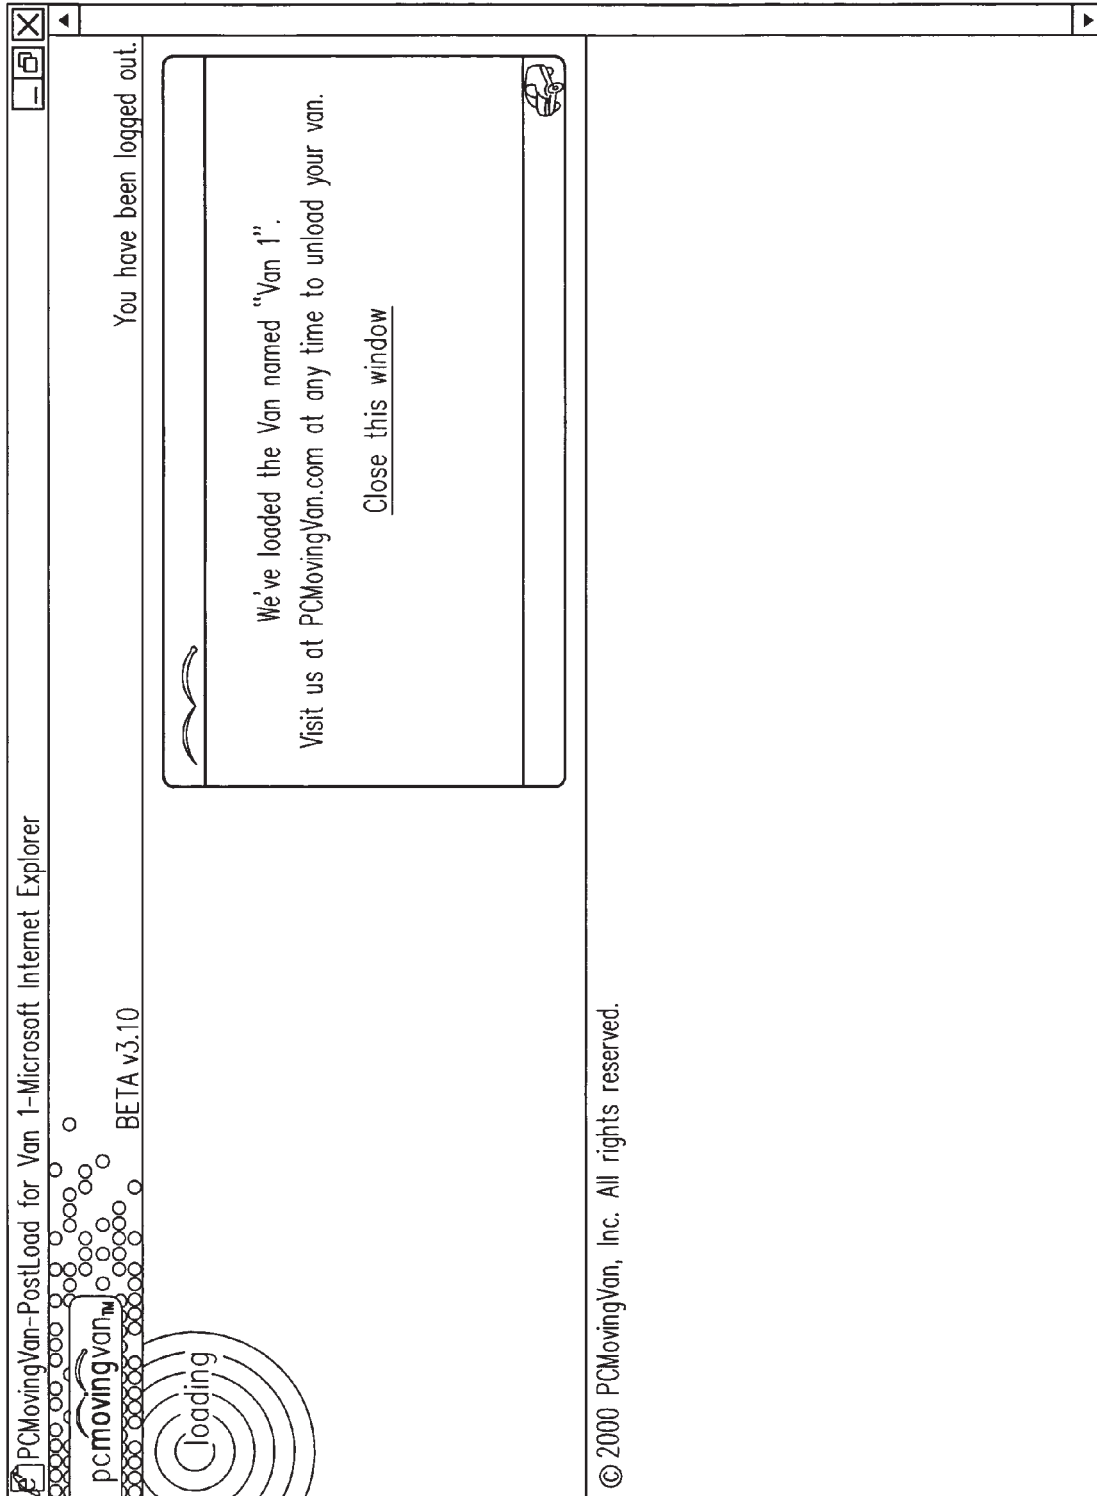 PCMovingVan-PostLoad for Van 1-Microsoft Internet Explorer
pcmovingvan™
BETA v3.10
You have been logged out.
loading
We've loaded the Van named "Van 1".
Visit us at PCMovingVan.com at any time to unload your van.
Close this window
© 2000 PCMovingVan, Inc. All rights reserved.